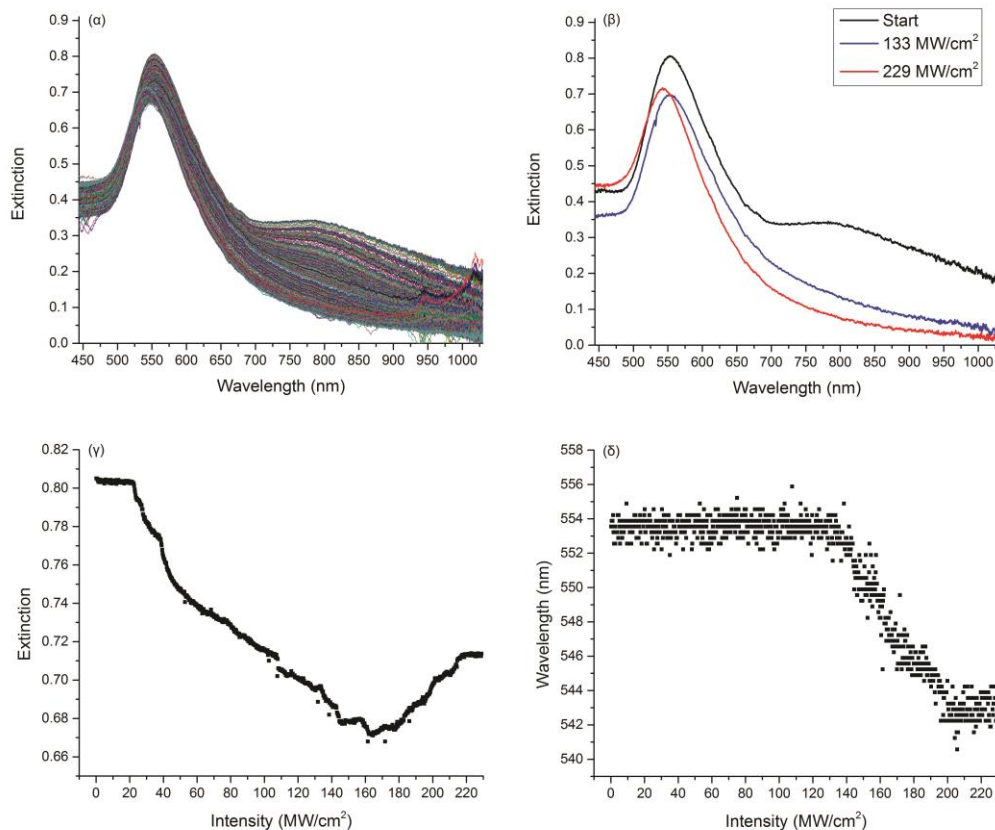 (α)
0.9
0.8
0.7
0.6
0.5
0.4
0.3
0.2
0.1
0.0
Extinction
450 500 550 600 650 700 750 800 850 900 950 1000
Wavelength (nm)
(β)
Start
133 MW/cm²
229 MW/cm²
0.9
0.8
0.7
0.6
0.5
0.4
0.3
0.2
0.1
0.0
Extinction
450 500 550 600 650 700 750 800 850 900 950 1000
Wavelength (nm)
(γ)
0.82
0.80
0.78
0.76
0.74
0.72
0.70
0.68
0.66
Extinction
0 20 40 60 80 100 120 140 160 180 200 220
Intensity (MW/cm²)
(δ)
558
556
554
552
550
548
546
544
542
540
Wavelength (nm)
0 20 40 60 80 100 120 140 160 180 200 220
Intensity (MW/cm²)